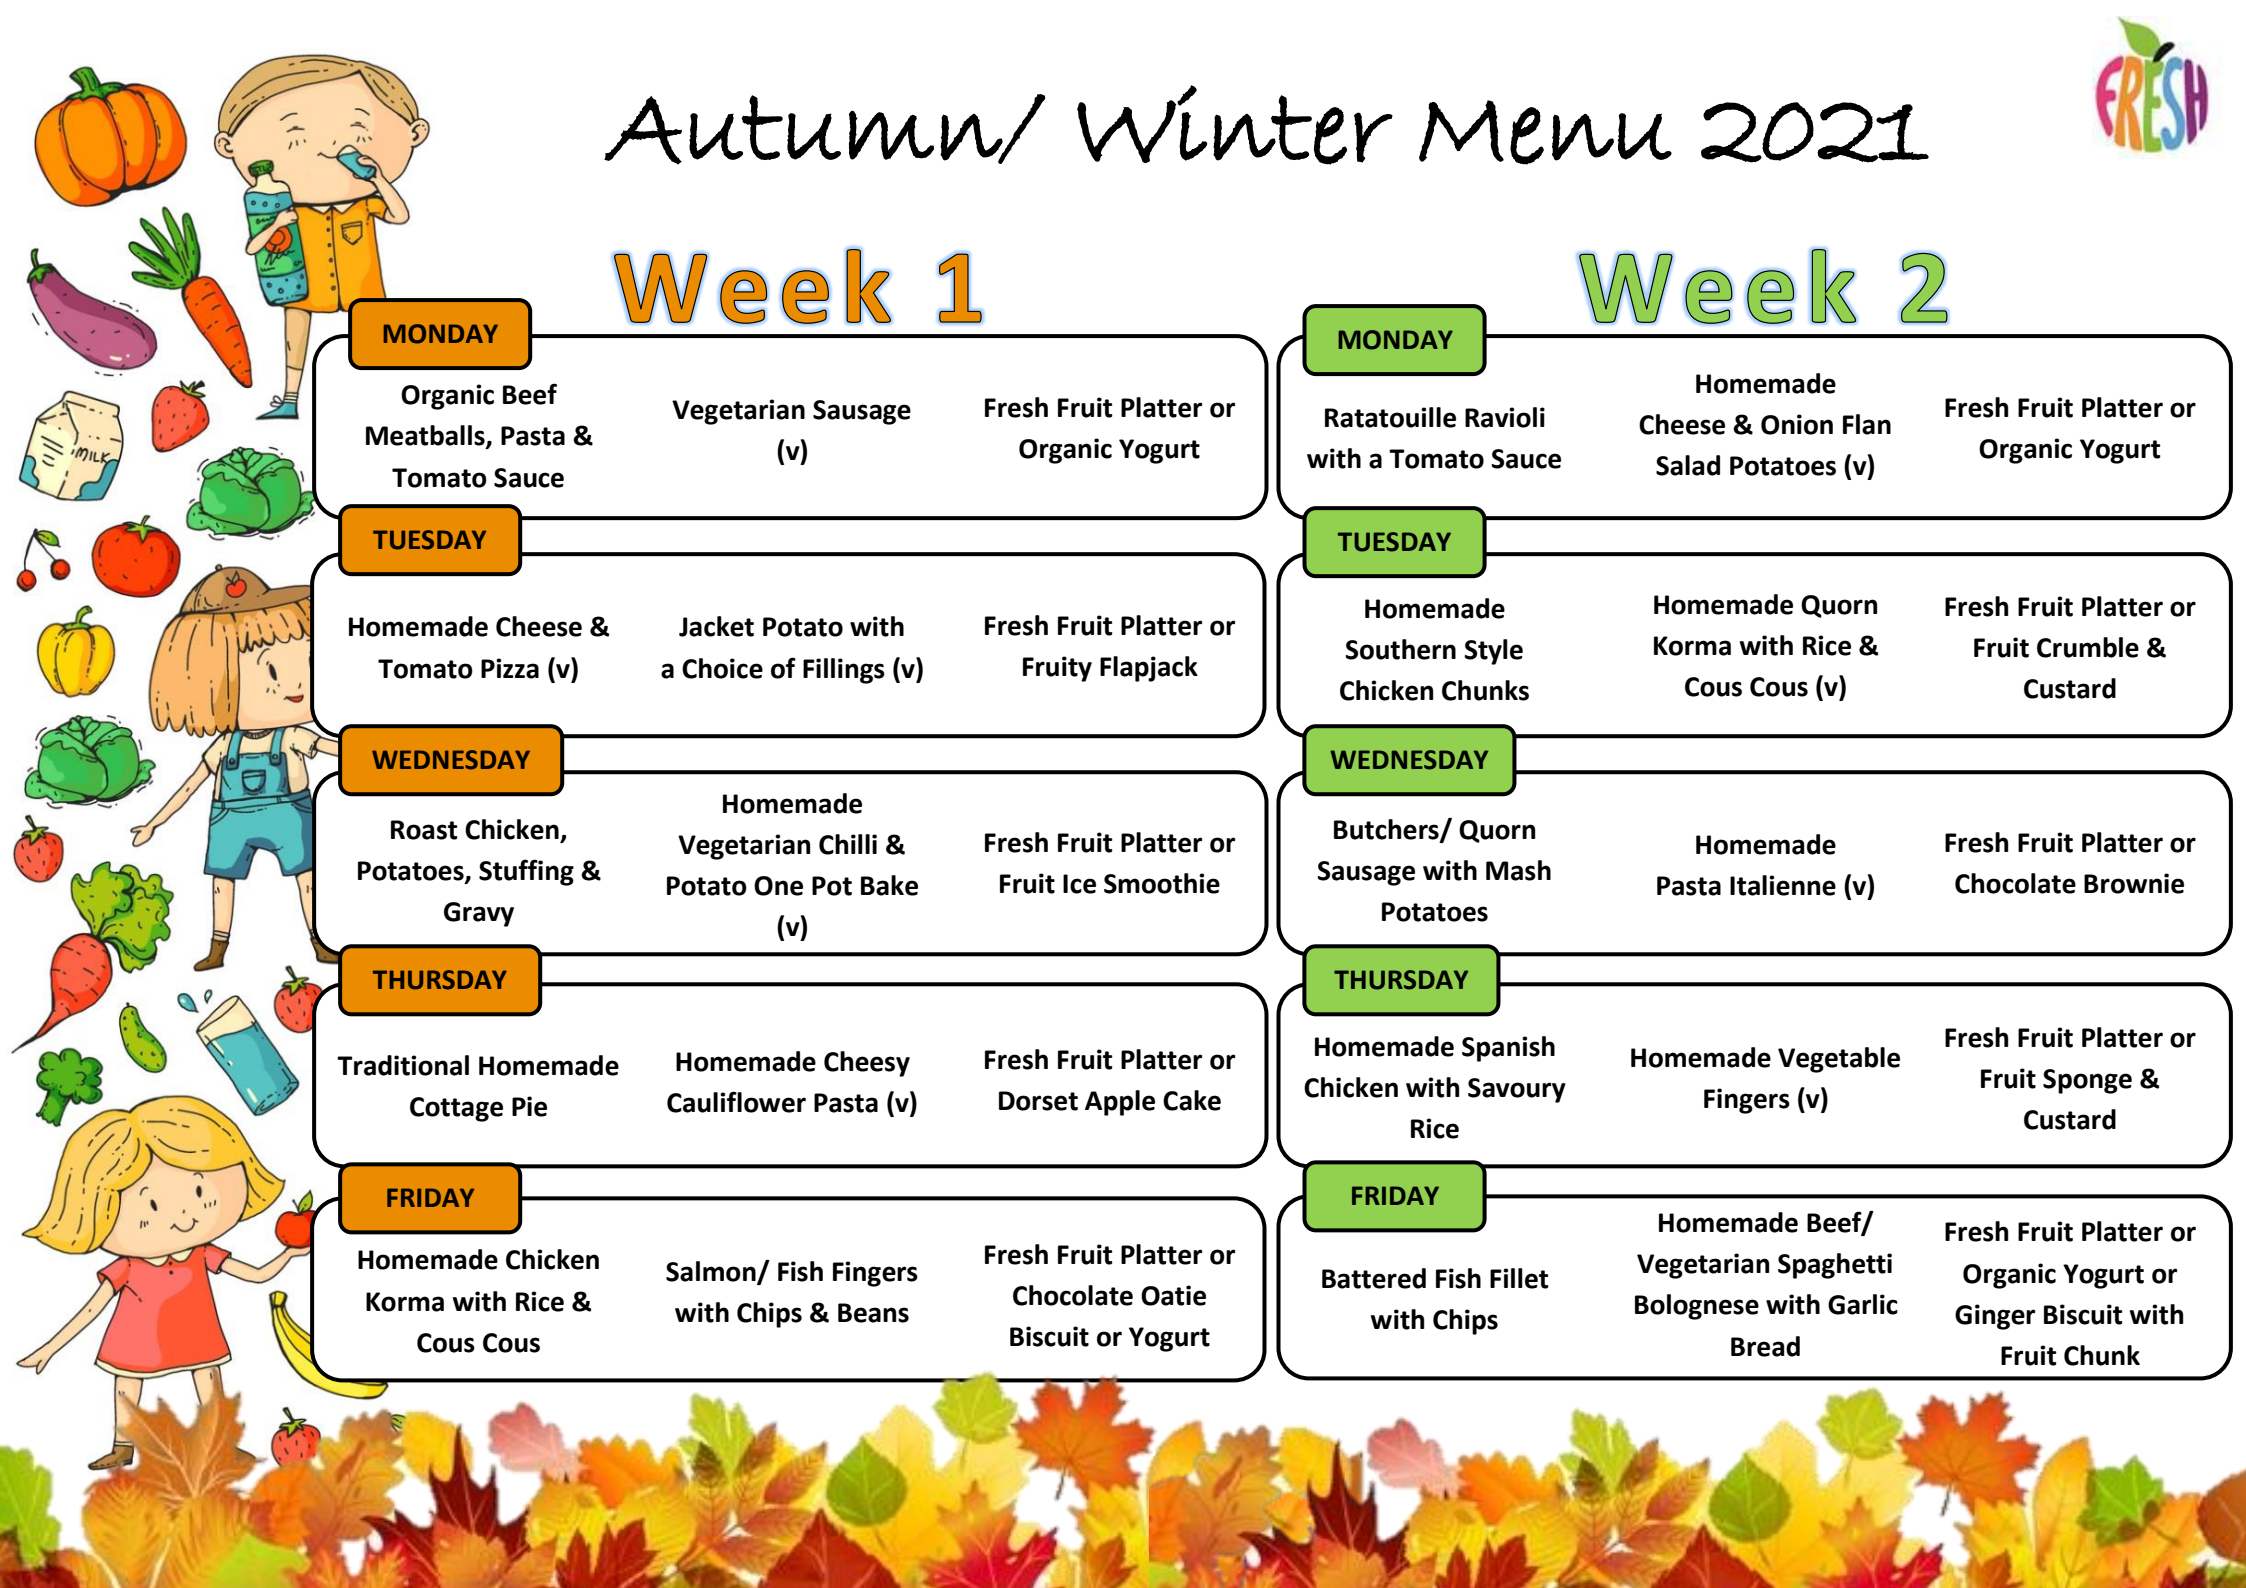 FRESH
Autumn/ Winter Menu 2021
Week 1
MONDAY
Organic Beef
Meatballs, Pasta &
Tomato Sauce
Vegetarian Sausage
(v)
Fresh Fruit Platter or
Organic Yogurt
TUESDAY
Homemade Cheese &
Tomato Pizza (v)
Jacket Potato with
a Choice of Fillings (v)
Fresh Fruit Platter or
Fruity Flapjack
WEDNESDAY
Roast Chicken,
Potatoes, Stuffing &
Gravy
Homemade
Vegetarian Chilli &
Potato One Pot Bake
(v)
Fresh Fruit Platter or
Fruit Ice Smoothie
THURSDAY
Traditional Homemade
Cottage Pie
Homemade Cheesy
Cauliflower Pasta (v)
Fresh Fruit Platter or
Dorset Apple Cake
FRIDAY
Homemade Chicken
Korma with Rice &
Cous Cous
Salmon/ Fish Fingers
with Chips & Beans
Fresh Fruit Platter or
Chocolate Oatie
Biscuit or Yogurt
Week 2
MONDAY
Ratatouille Ravioli
with a Tomato Sauce
Homemade
Cheese & Onion Flan
Salad Potatoes (v)
Fresh Fruit Platter or
Organic Yogurt
TUESDAY
Homemade
Southern Style
Chicken Chunks
Homemade Quorn
Korma with Rice &
Cous Cous (v)
Fresh Fruit Platter or
Fruit Crumble &
Custard
WEDNESDAY
Butchers/ Quorn
Sausage with Mash
Potatoes
Homemade
Pasta Italienne (v)
Fresh Fruit Platter or
Chocolate Brownie
THURSDAY
Homemade Spanish
Chicken with Savoury
Rice
Homemade Vegetable
Fingers (v)
Fresh Fruit Platter or
Fruit Sponge &
Custard
FRIDAY
Battered Fish Fillet
with Chips
Homemade Beef/
Vegetarian Spaghetti
Bolognese with Garlic
Bread
Fresh Fruit Platter or
Organic Yogurt or
Ginger Biscuit with
Fruit Chunk
MILK